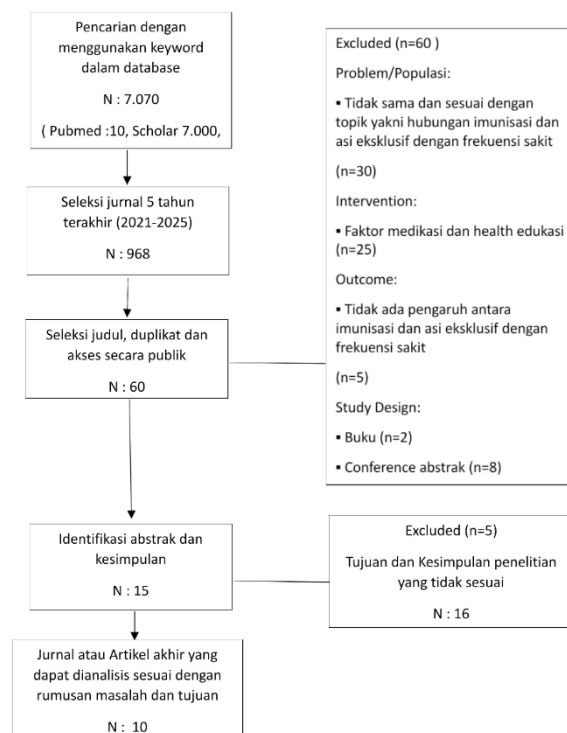 Pencarian dengan
menggunakan keyword
dalam database
N : 7.070
( Pubmed :10, Scholar 7.000,
Seleksi jurnal 5 tahun
terakhir (2021-2025)
N : 968
Seleksi judul, duplikat dan
akses secara publik
N : 60
Excluded (n=60 )
Problem/Populasi:
▪ Tidak sama dan sesuai dengan
topik yakni hubungan imunisasi dan
asi eksklusif dengan frekuensi sakit
(n=30)
Intervention:
▪ Faktor medikasi dan health edukasi
(n=25)
Outcome:
▪ Tidak ada pengaruh antara
imunisasi dan asi eksklusif dengan
frekuensi sakit
(n=5)
Study Design:
▪ Buku (n=2)
▪ Conference abstrak (n=8)
Identifikasi abstrak dan
kesimpulan
N : 15
Excluded (n=5)
Tujuan dan Kesimpulan penelitian
yang tidak sesuai
N : 16
Jurnal atau Artikel akhir yang
dapat dianalisis sesuai dengan
rumusan masalah dan tujuan
N : 10